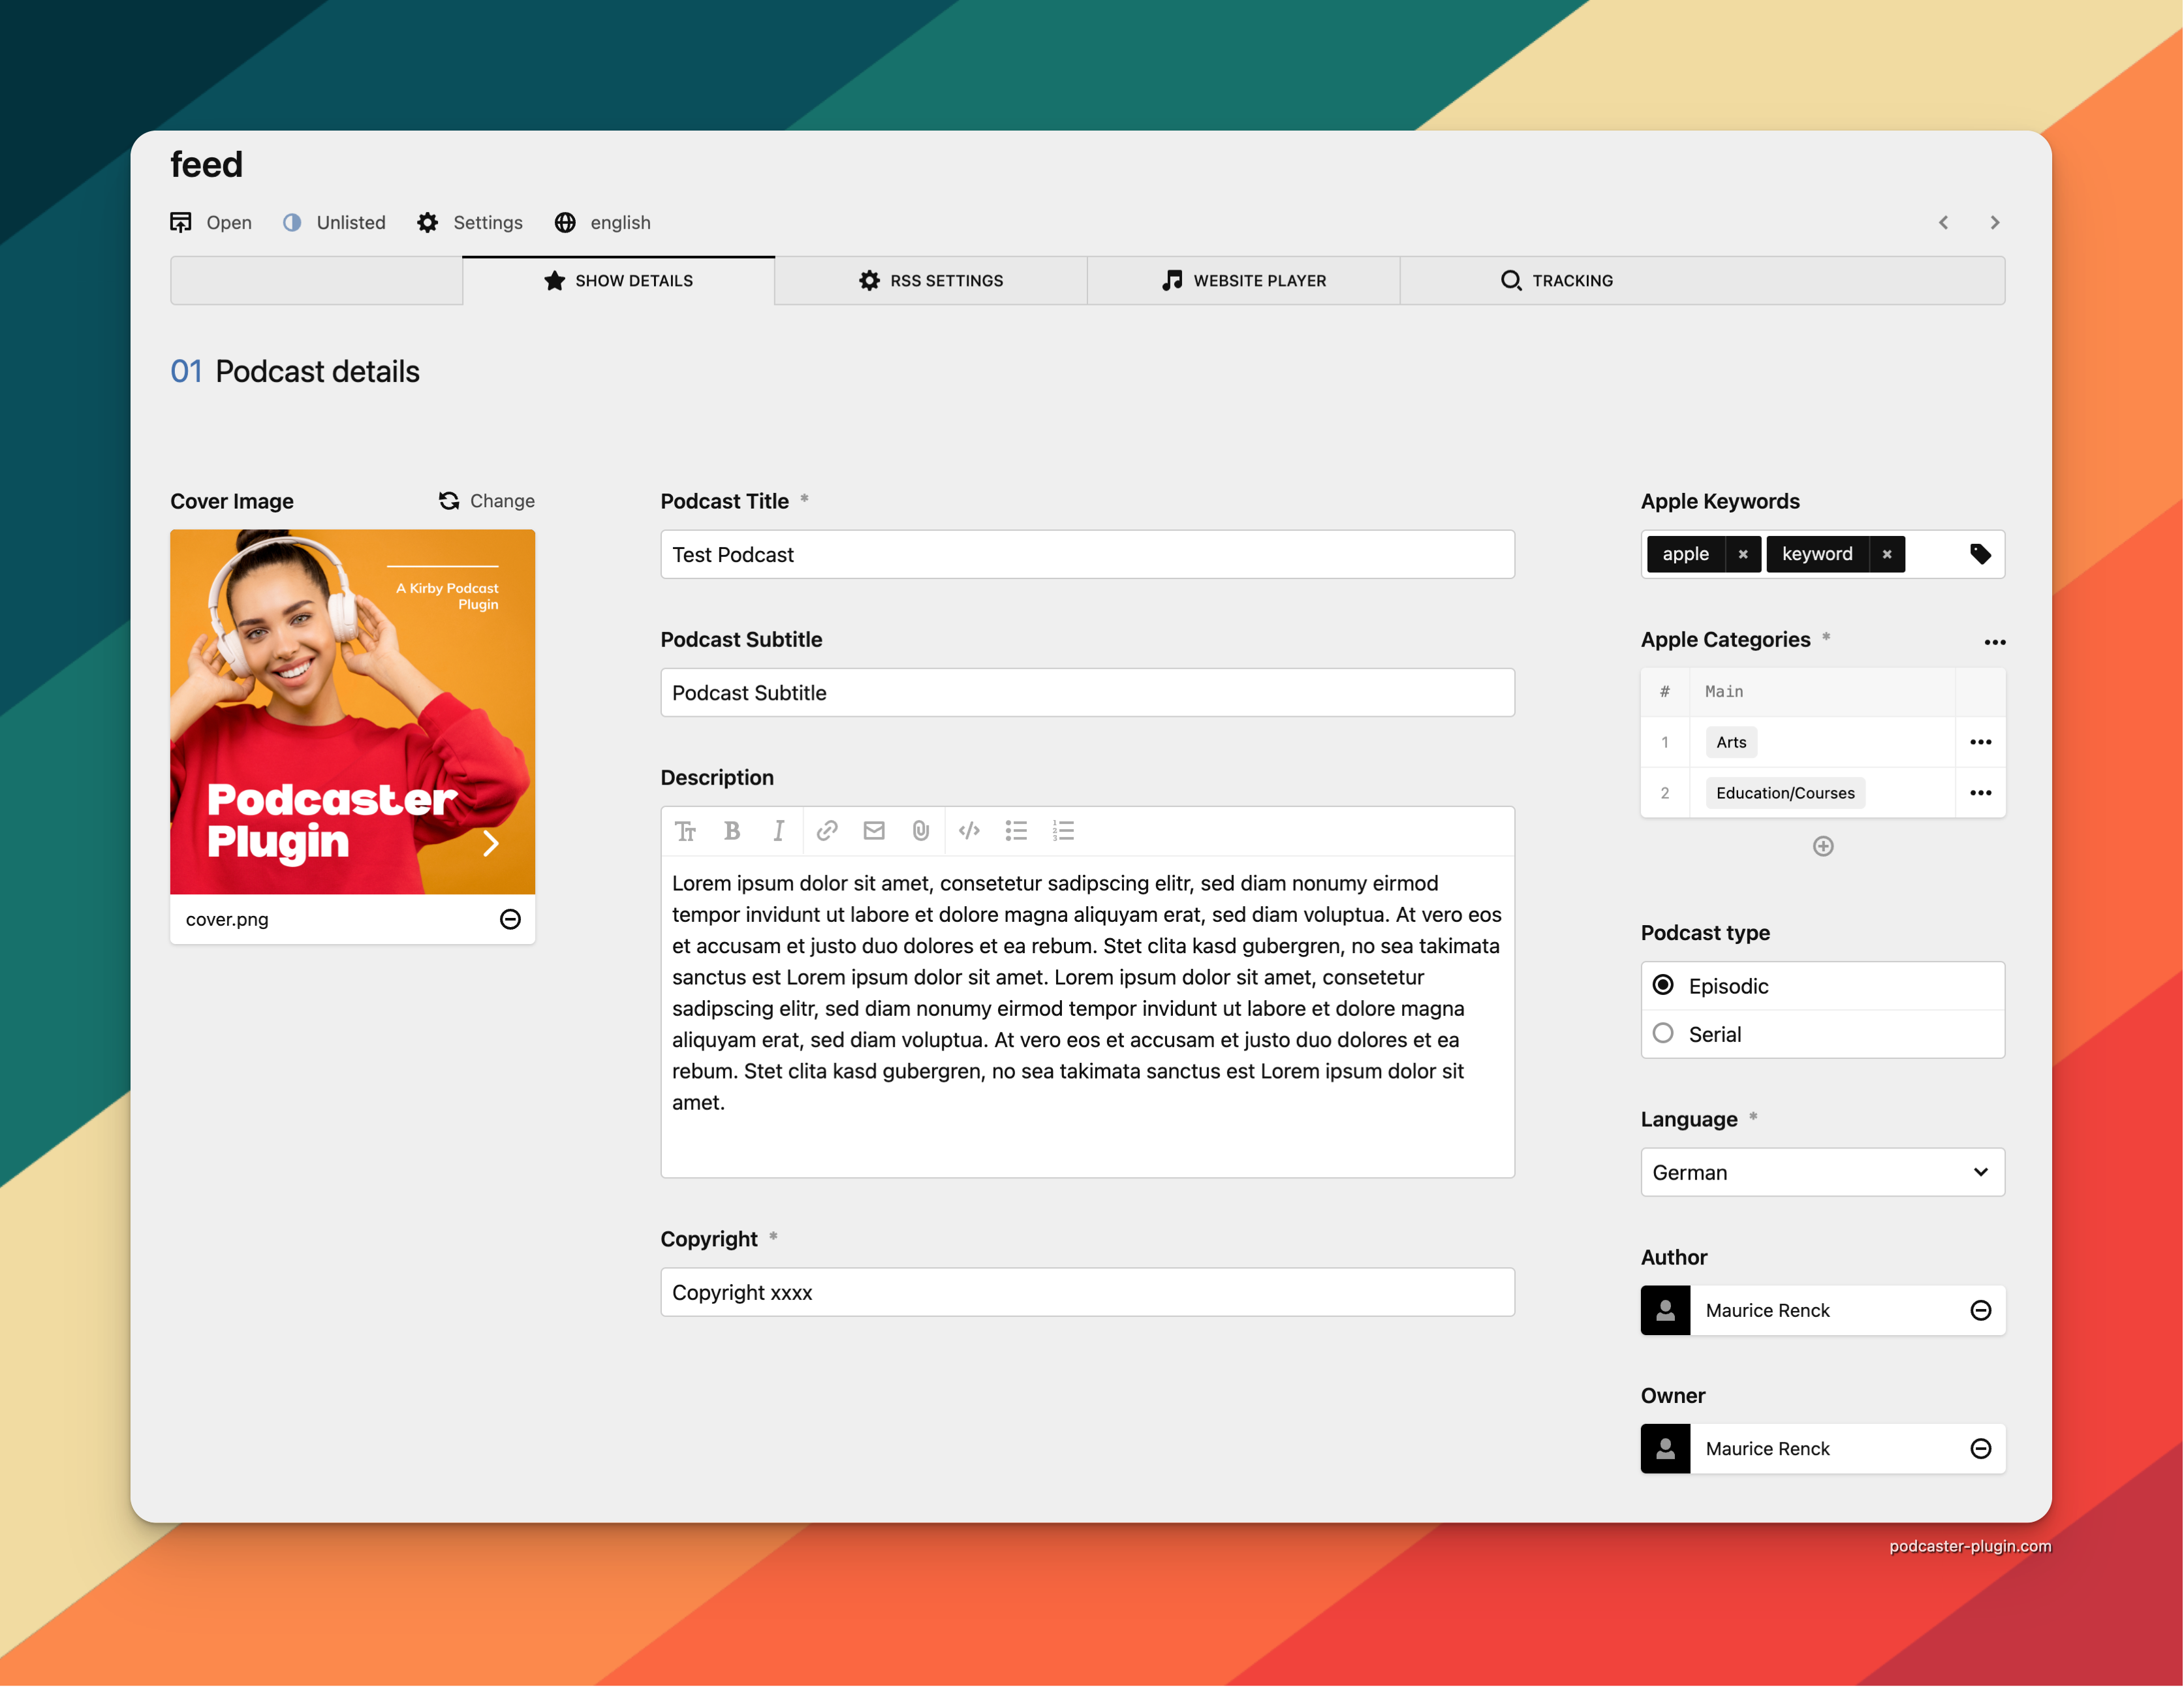 feed
Open Unlisted Settings english
SHOW DETAILS RSS SETTINGS WEBSITE PLAYER TRACKING
01 Podcast details
Cover Image Change
A Kirby Podcast
Plugin
Podcaster
Plugin
cover.png
Podcast Title *
Test Podcast
Podcast Subtitle
Podcast Subtitle
Description
Lorem ipsum dolor sit amet, consetetur sadipscing elitr, sed diam nonumy eirmod
tempor invidunt ut labore et dolore magna aliquyam erat, sed diam voluptua. At vero eos
et accusam et justo duo dolores et ea rebum. Stet clita kasd gubergren, no sea takimata
sanctus est Lorem ipsum dolor sit amet. Lorem ipsum dolor sit amet, consetetur
sadipscing elitr, sed diam nonumy eirmod tempor invidunt ut labore et dolore magna
aliquyam erat, sed diam voluptua. At vero eos et accusam et justo duo dolores et ea
rebum. Stet clita kasd gubergren, no sea takimata sanctus est Lorem ipsum dolor sit
amet.
Copyright *
Copyright xxxx
Apple Keywords
apple × keyword ×
Apple Categories *
# Main
1 Arts
2 Education/Courses
Podcast type
Episodic
Serial
Language *
German
Author
Maurice Renck
Owner
Maurice Renck
podcaster-plugin.com